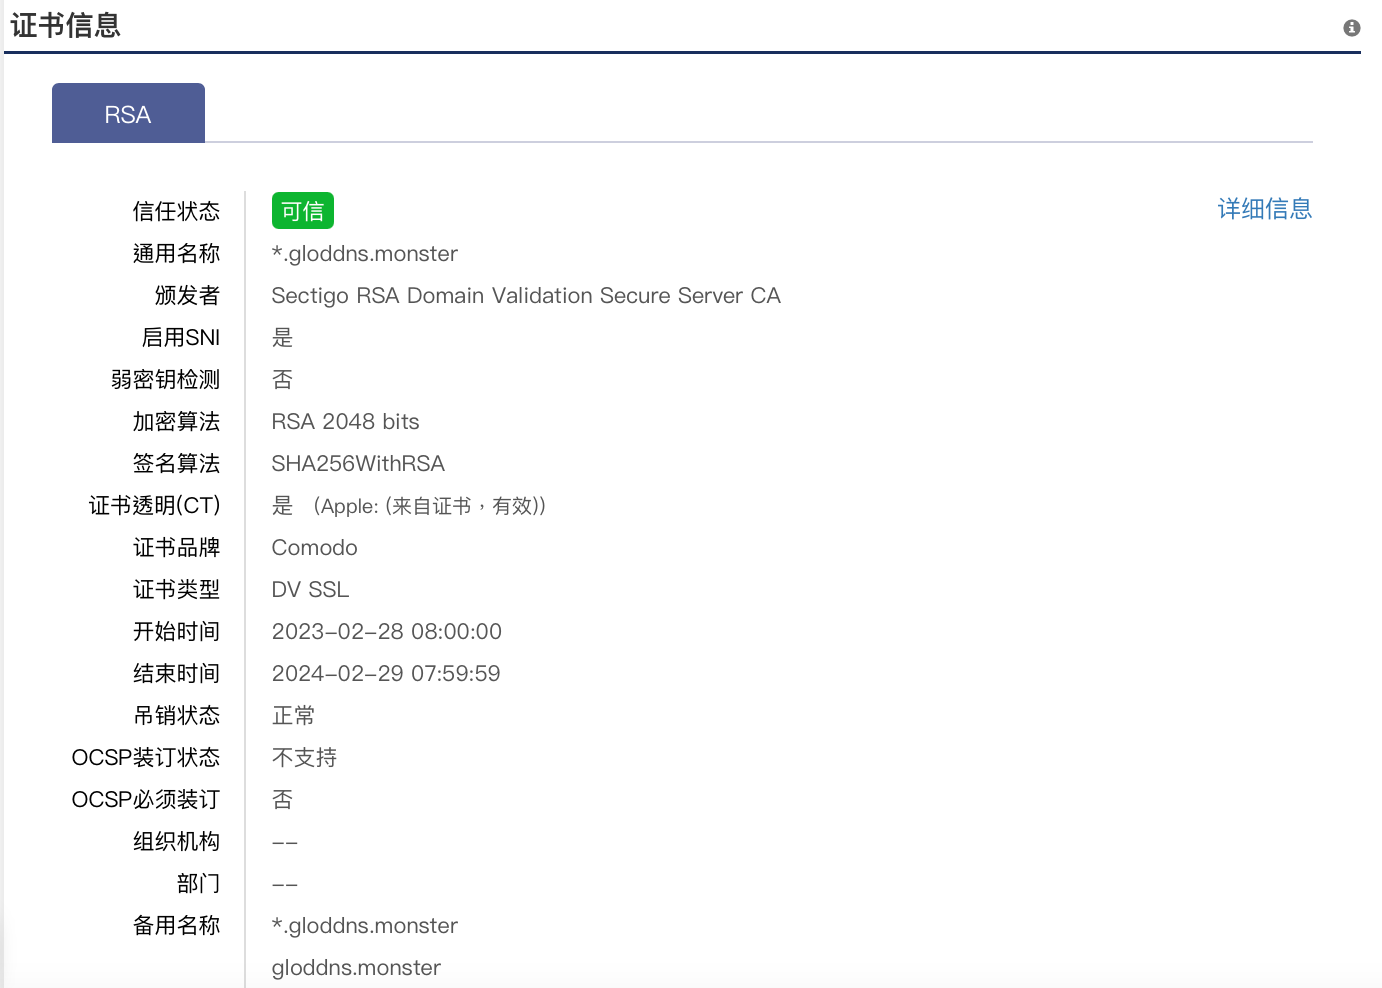 证书信息
RSA
信任状态 可信 详细信息
通用名称 *.gloddns.monster
颁发者 Sectigo RSA Domain Validation Secure Server CA
启用SNI 是
弱密钥检测 否
加密算法 RSA 2048 bits
签名算法 SHA256WithRSA
证书透明(CT) 是 (Apple: (来自证书，有效))
证书品牌 Comodo
证书类型 DV SSL
开始时间 2023-02-28 08:00:00
结束时间 2024-02-29 07:59:59
吊销状态 正常
OCSP装订状态 不支持
OCSP必须装订 否
组织机构 --
部门 --
备用名称 *.gloddns.monster
gloddns.monster